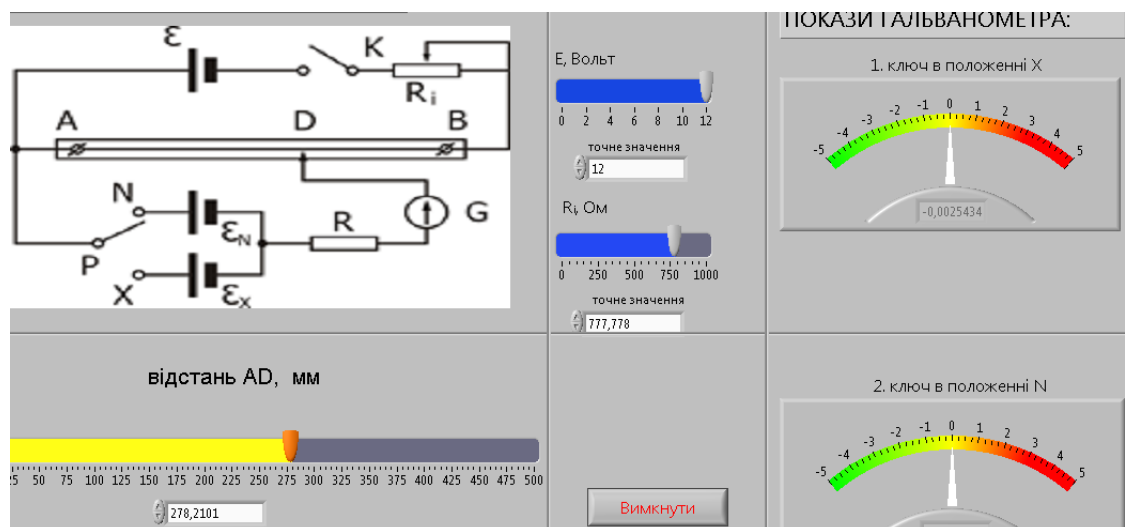 ε
K
R i
A
D
B
N
ε N
R
G
P
X
ε X
E, Вольт
0 2 4 6 8 10 12
точне значення
12
Ri, Ом
0 250 500 750 1000
точне значення
777,778
ПОКАЗИ ГАЛЬВАНОМЕТРА:
1. ключ в положенні X
-5 -4 -3 -2 -1 0 1 2 3 4 5
-0,0025434
відстань AD, мм
50 75 100 125 150 175 200 225 250 275 300 325 350 375 400 425 450 475 500
278,2101
Вимкнути
2. ключ в положенні N
-5 -4 -3 -2 -1 0 1 2 3 4 5